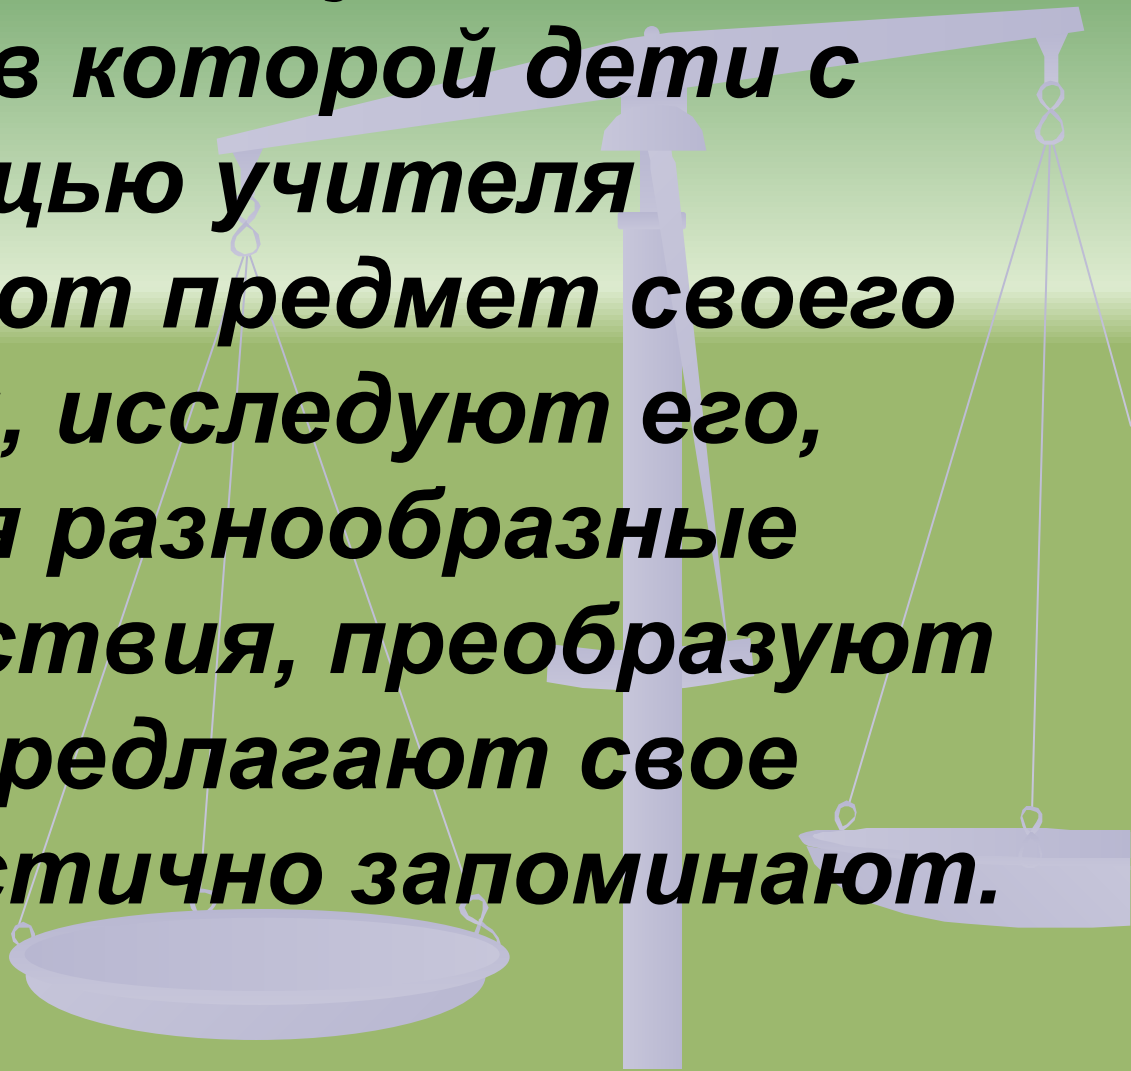 в которой дети с
щью учителя
от предмет своего
, исследуют его,
я разнообразные
ствия, преобразуют
редлагают свое
стично запоминают.